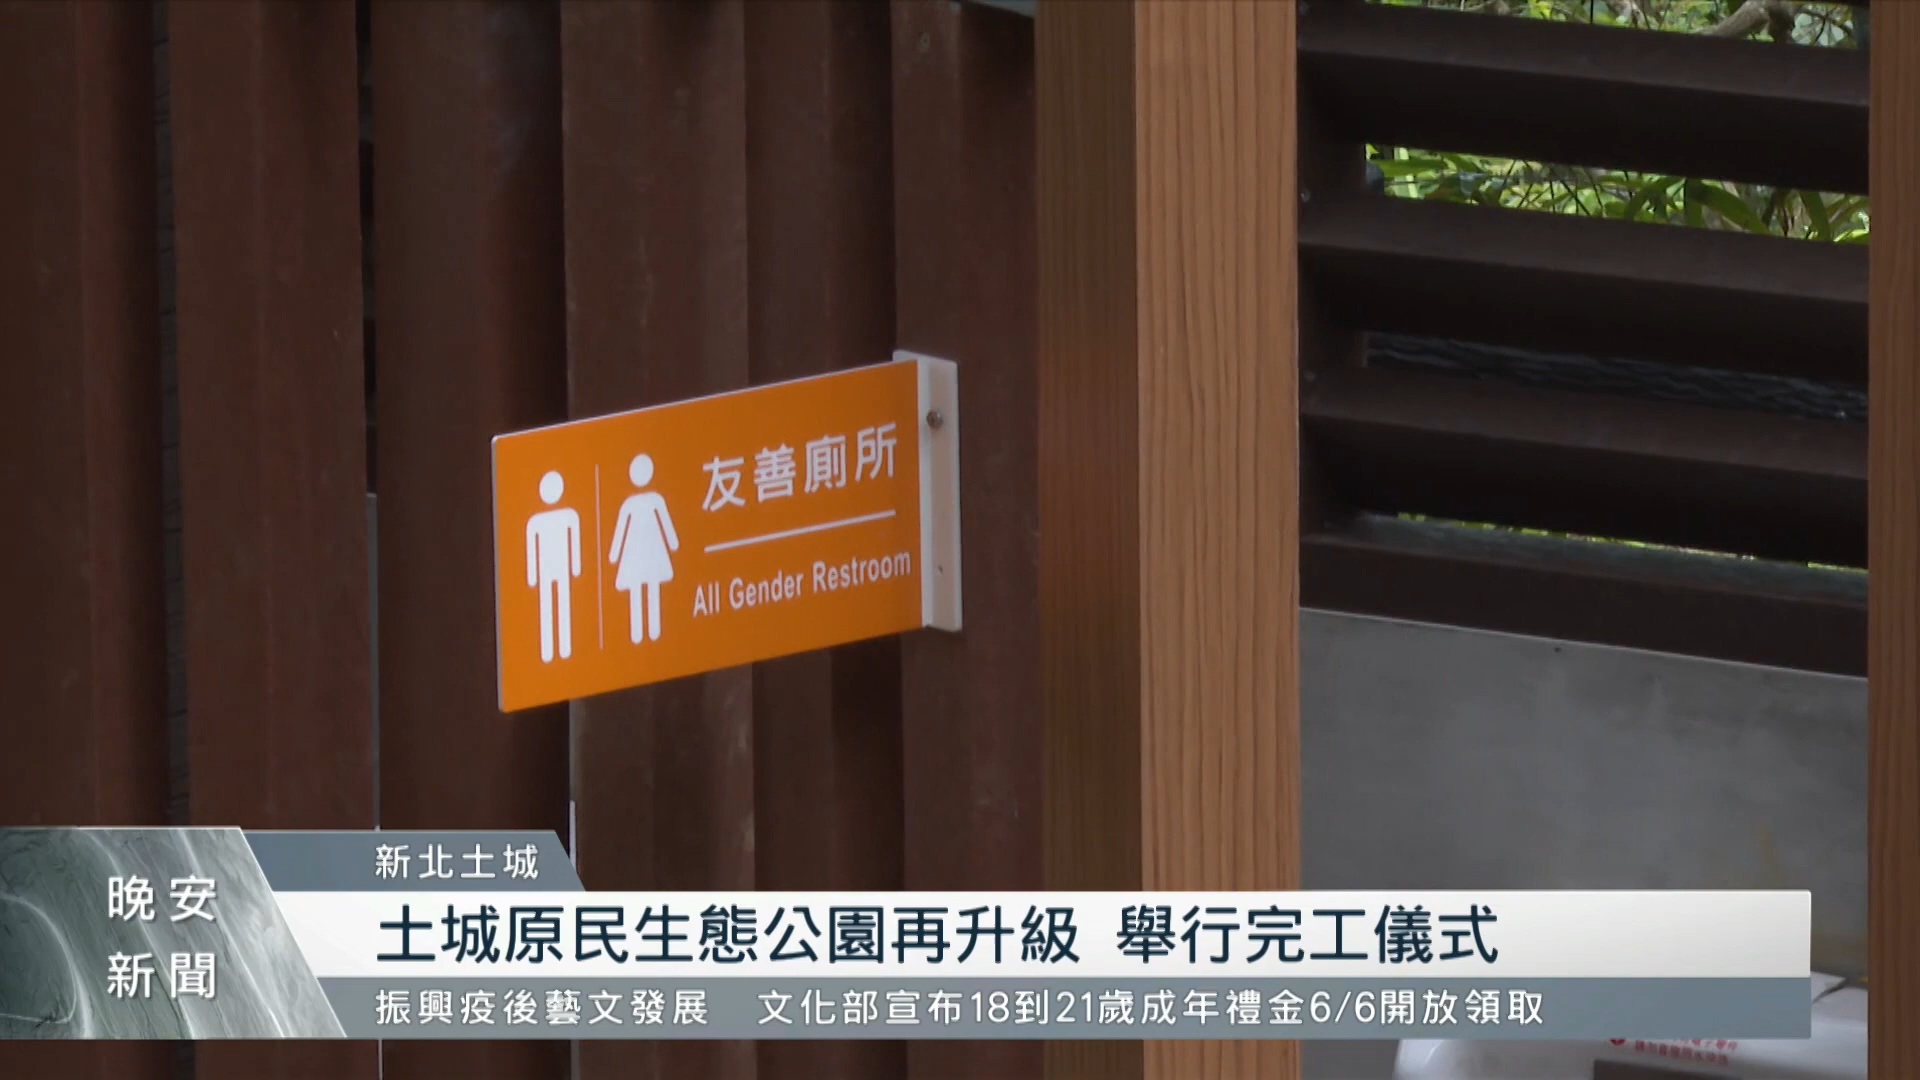 友善廁所
All Gender Restroom
新北土城
晚安
新聞
土城原民生態公園再升級 舉行完工儀式
振興疫後藝文發展 文化部宣布18到21歲成年禮金6/6開放領取